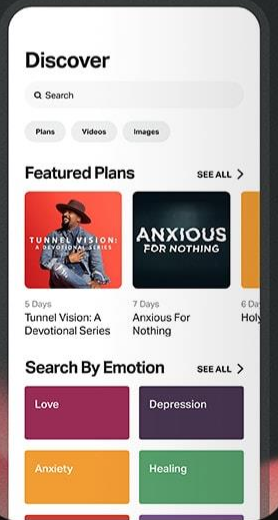 Discover
Search
Plans
Videos
Images
Featured Plans
SEE ALL
TUNNEL VISION:
A DEVOTIONAL SERIES
ANXIOUS
FOR NOTHING
5 Days
7 Days
6 Da
Tunnel Vision: A
Devotional Series
Anxious For
Nothing
Holy
Search By Emotion
SEE ALL
Love
Depression
Anxiety
Healing